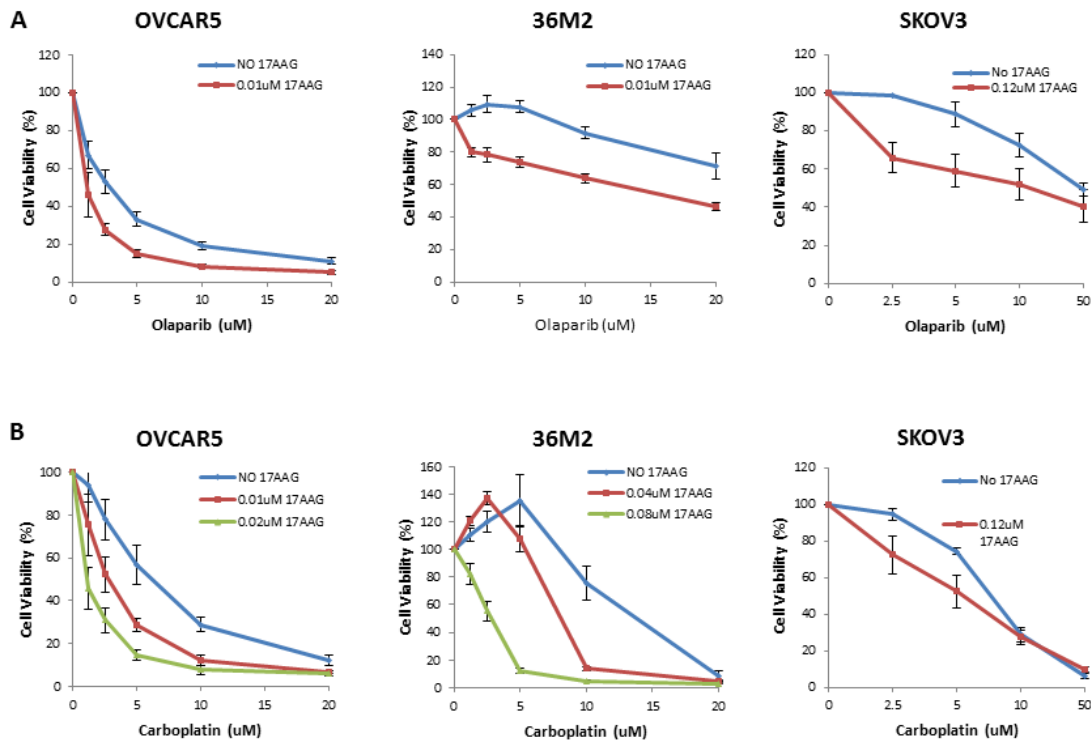 A
OVCAR5
120
100
80
60
40
20
0
Cell Viability (%)
0 5 10 15 20
Olaparib (uM)
NO 17AAG
0.01uM 17AAG
36M2
140
120
100
80
60
40
20
0
Cell Viability (%)
0 5 10 15 20
Olaparib (uM)
NO 17AAG
0.01uM 17AAG
SKOV3
120
100
80
60
40
20
0
Cell Viability (%)
0 2.5 5 10 50
Olaparib (uM)
No 17AAG
0.12uM 17AAG
B
OVCAR5
100
80
60
40
20
0
Cell Viability (%)
0 5 10 15 20
Carboplatin (uM)
NO 17AAG
0.01uM 17AAG
0.02uM 17AAG
36M2
160
140
120
100
80
60
40
20
0
Cell Viability (%)
0 5 10 15 20
Carboplatin (uM)
NO 17AAG
0.04uM 17AAG
0.08uM 17AAG
SKOV3
120
100
80
60
40
20
0
Cell Viability (%)
0 2.5 5 10 50
Carboplatin (uM)
No 17AAG
0.12uM
17AAG